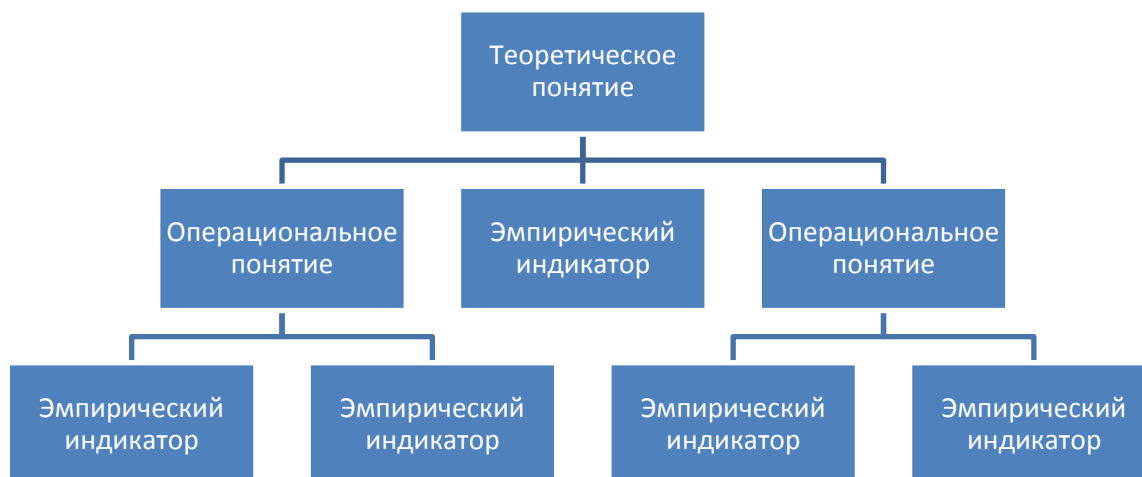 Теоретическое
понятие
Операциональное
понятие
Эмпирический
индикатор
Операциональное
понятие
Эмпирический
индикатор
Эмпирический
индикатор
Эмпирический
индикатор
Эмпирический
индикатор